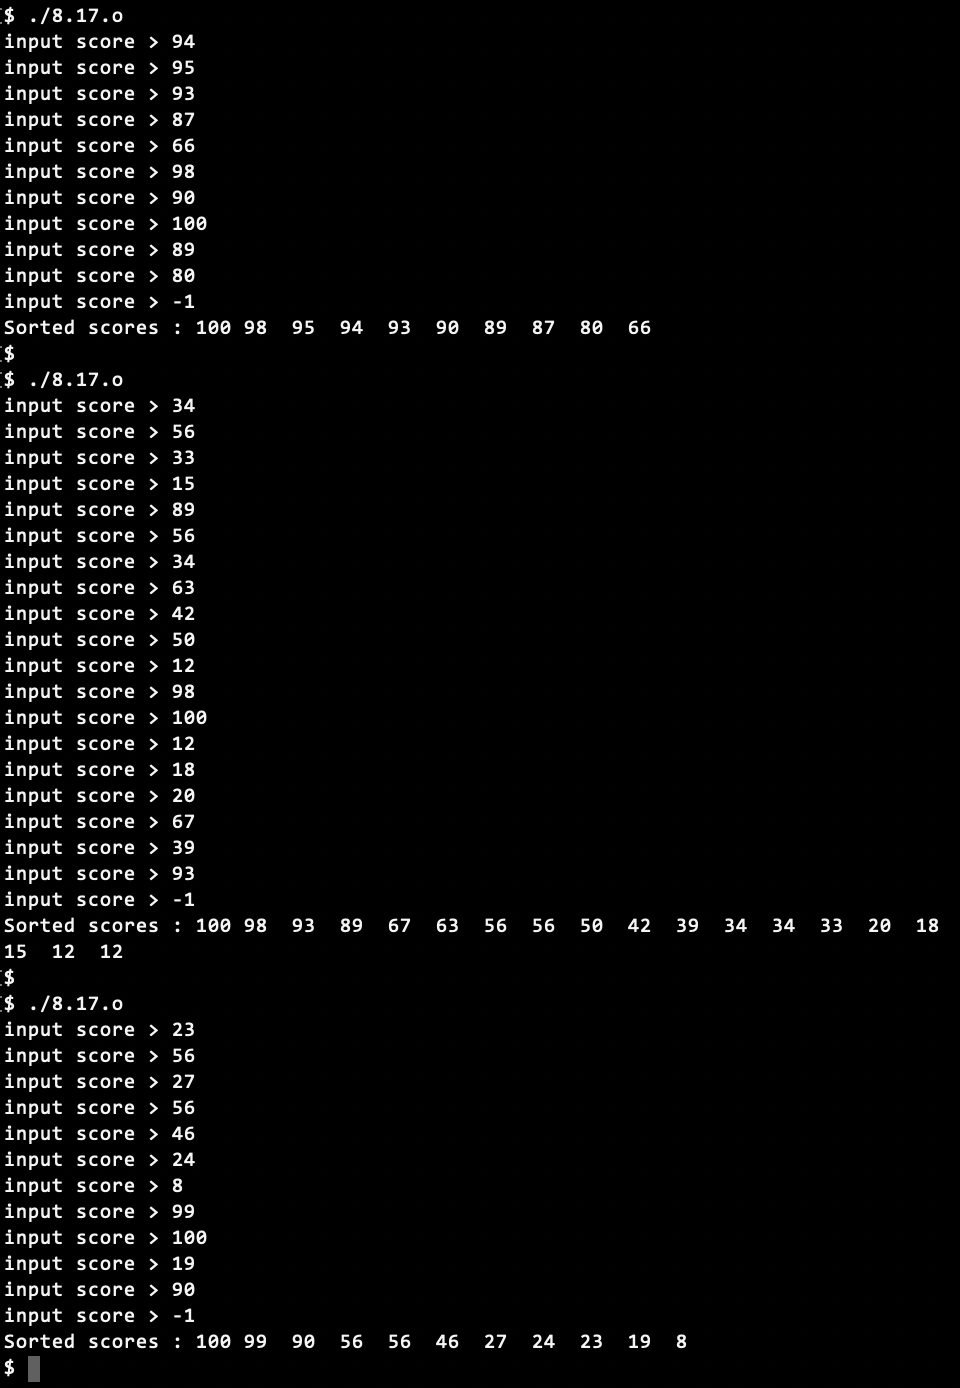 $ ./8.17.o
input score > 94
input score > 95
input score > 93
input score > 87
input score > 66
input score > 98
input score > 90
input score > 100
input score > 89
input score > 80
input score > -1
Sorted scores : 100 98  95  94  93  90  89  87  80  66
$
$ ./8.17.o
input score > 34
input score > 56
input score > 33
input score > 15
input score > 89
input score > 56
input score > 34
input score > 63
input score > 42
input score > 50
input score > 12
input score > 98
input score > 100
input score > 12
input score > 18
input score > 20
input score > 67
input score > 39
input score > 93
input score > -1
Sorted scores : 100 98  93  89  67  63  56  56  50  42  39  34  34  33  20  18
15  12  12
$
$ ./8.17.o
input score > 23
input score > 56
input score > 27
input score > 56
input score > 46
input score > 24
input score > 8
input score > 99
input score > 100
input score > 19
input score > 90
input score > -1
Sorted scores : 100 99  90  56  56  46  27  24  23  19  8
$